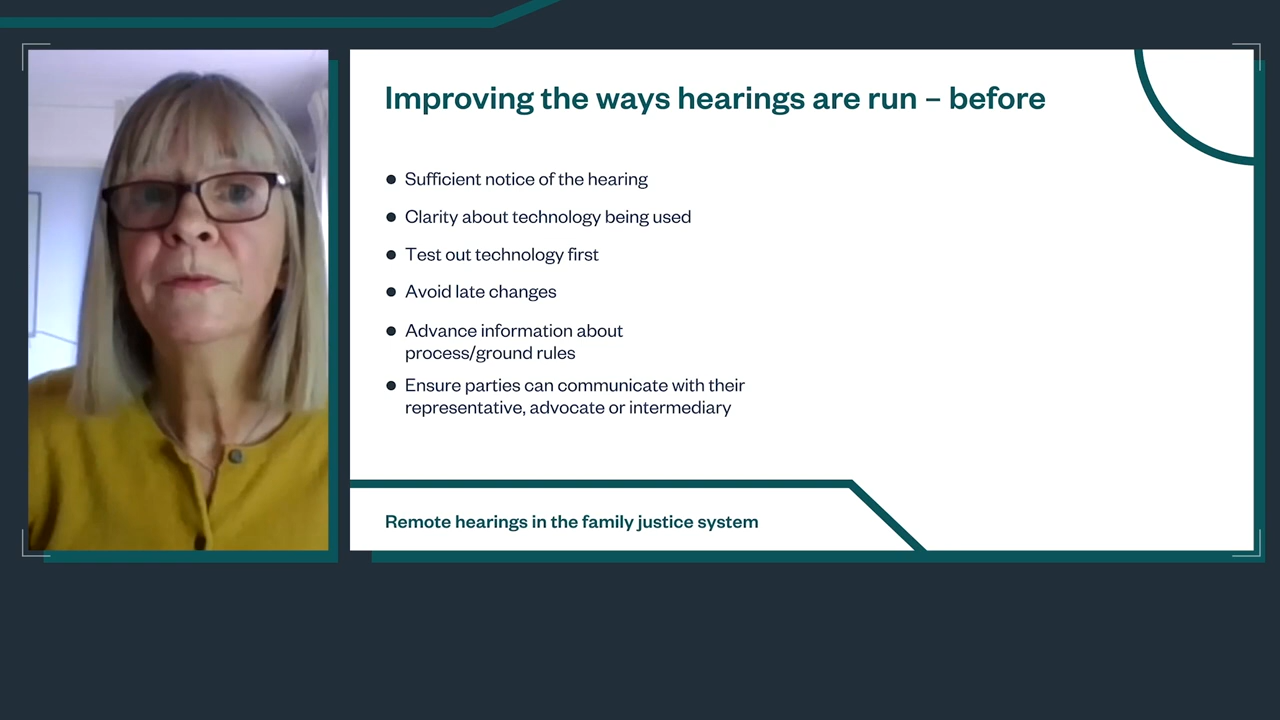 Improving the ways hearings are run – before
● Sufficient notice of the hearing
● Clarity about technology being used
● Test out technology first
● Avoid late changes
● Advance information about
process/ground rules
● Ensure parties can communicate with their
representative, advocate or intermediary
Remote hearings in the family justice system